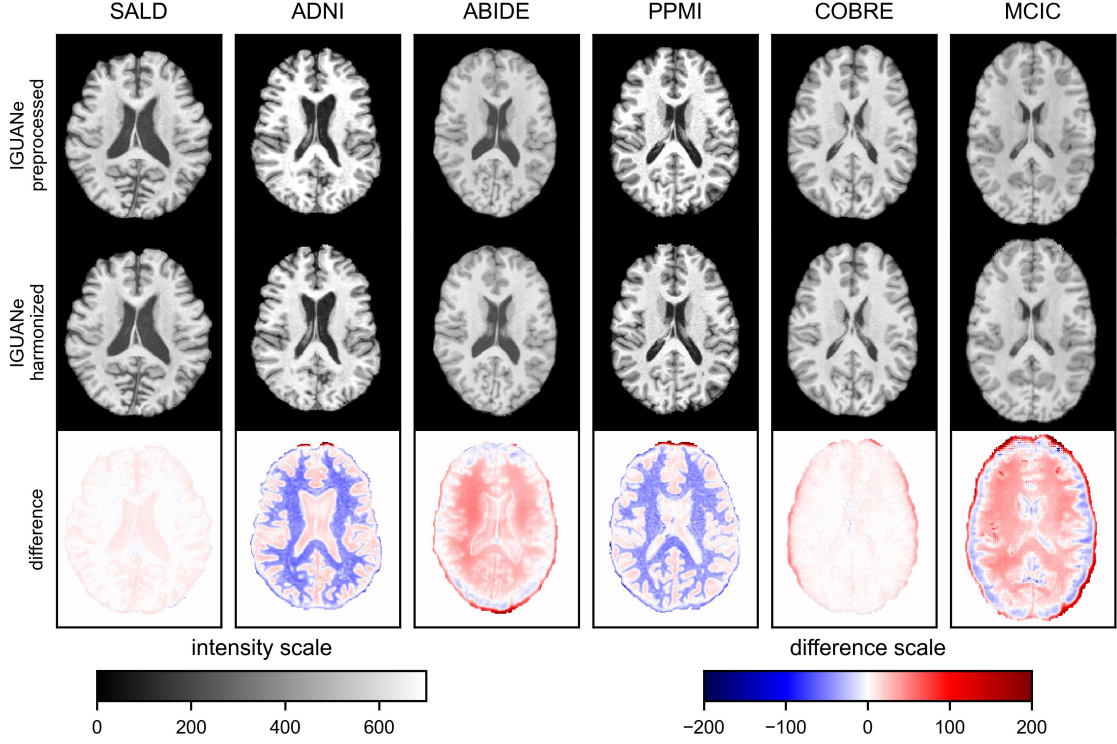 SALD ADNI ABIDE PPMI COBRE MCIC
IGUANe
preprocessed
IGUANe
harmonized
difference
intensity scale
0 200 400 600
difference scale
−200 −100 0 100 200